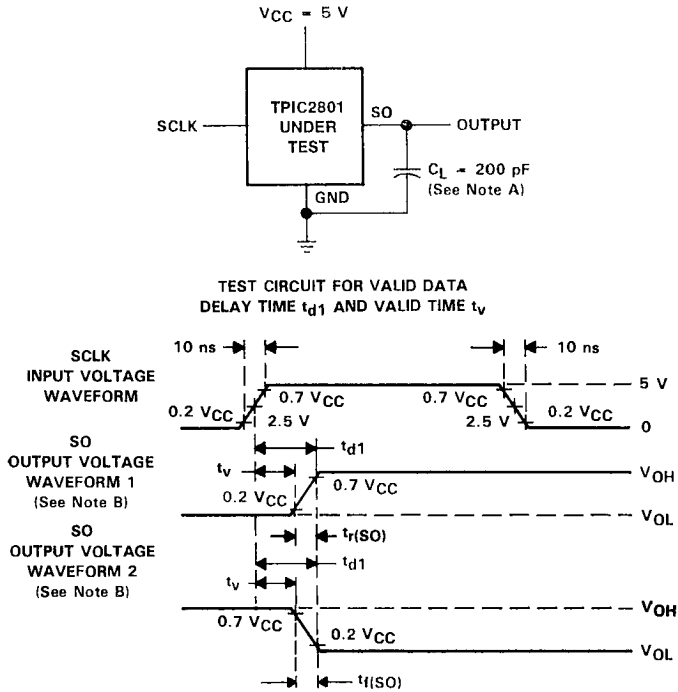 VCC = 5 V
TPIC2801
UNDER
TEST
SCLK
SO
OUTPUT
CL = 200 pF
(See Note A)
GND
TEST CIRCUIT FOR VALID DATA
DELAY TIME td1 AND VALID TIME tv
10 ns
10 ns
SCLK
INPUT VOLTAGE
WAVEFORM
0.7 VCC
0.7 VCC
5 V
0.2 VCC
2.5 V
2.5 V
0.2 VCC
0
SO
OUTPUT VOLTAGE
WAVEFORM 1
(See Note B)
td1
tv
VOH
0.2 VCC
0.7 VCC
VOL
tr(SO)
SO
OUTPUT VOLTAGE
WAVEFORM 2
(See Note B)
td1
tv
VOH
0.7 VCC
0.2 VCC
VOL
tf(SO)